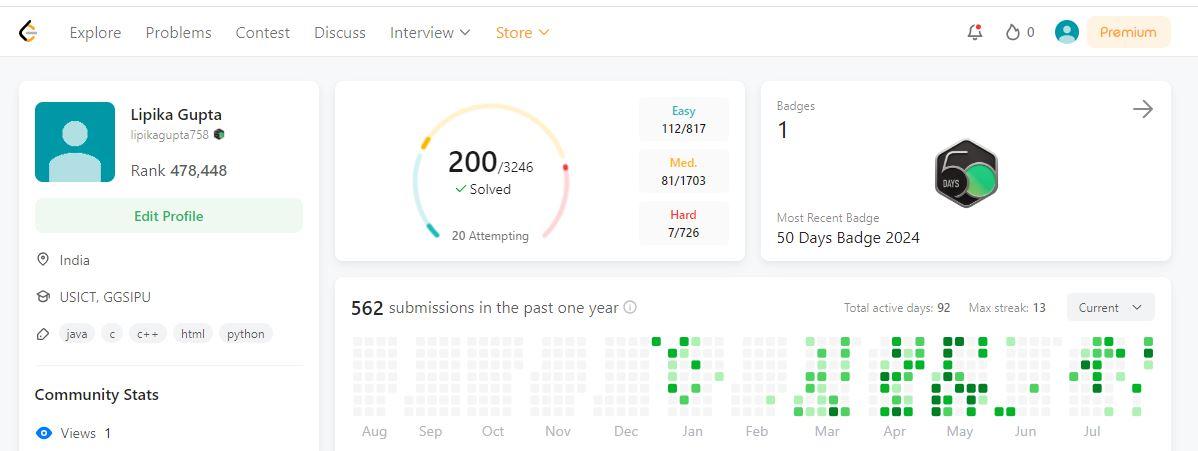 Explore Problems Contest Discuss Interview Store 0 Premium
Lipika Gupta
lipikagupta758
Rank 478,448
Edit Profile
India
USICT, GGSIPU
java c c++ html python
Community Stats
Views 1
200/3246
Solved
20 Attempting
Easy
112/817
Med.
81/1703
Hard
7/726
Badges
1
50
DAYS
Most Recent Badge
50 Days Badge 2024
562 submissions in the past one year Total active days: 92 Max streak: 13 Current
Aug Sep Oct Nov Dec Jan Feb Mar Apr May Jun Jul